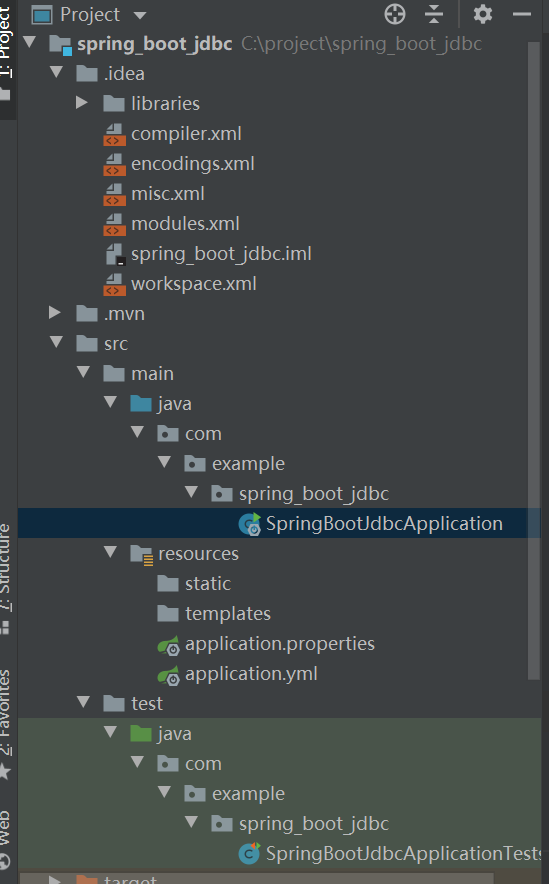 Project
spring_boot_jdbc C:\project\spring_boot_jdbc
.idea
libraries
compiler.xml
encodings.xml
misc.xml
modules.xml
spring_boot_jdbc.iml
workspace.xml
.mvn
src
main
java
com
example
spring_boot_jdbc
SpringBootJdbcApplication
resources
static
templates
application.properties
application.yml
test
java
com
example
spring_boot_jdbc
SpringBootJdbcApplicationTests
target
1: Project
7: Structure
2: Favorites
Web